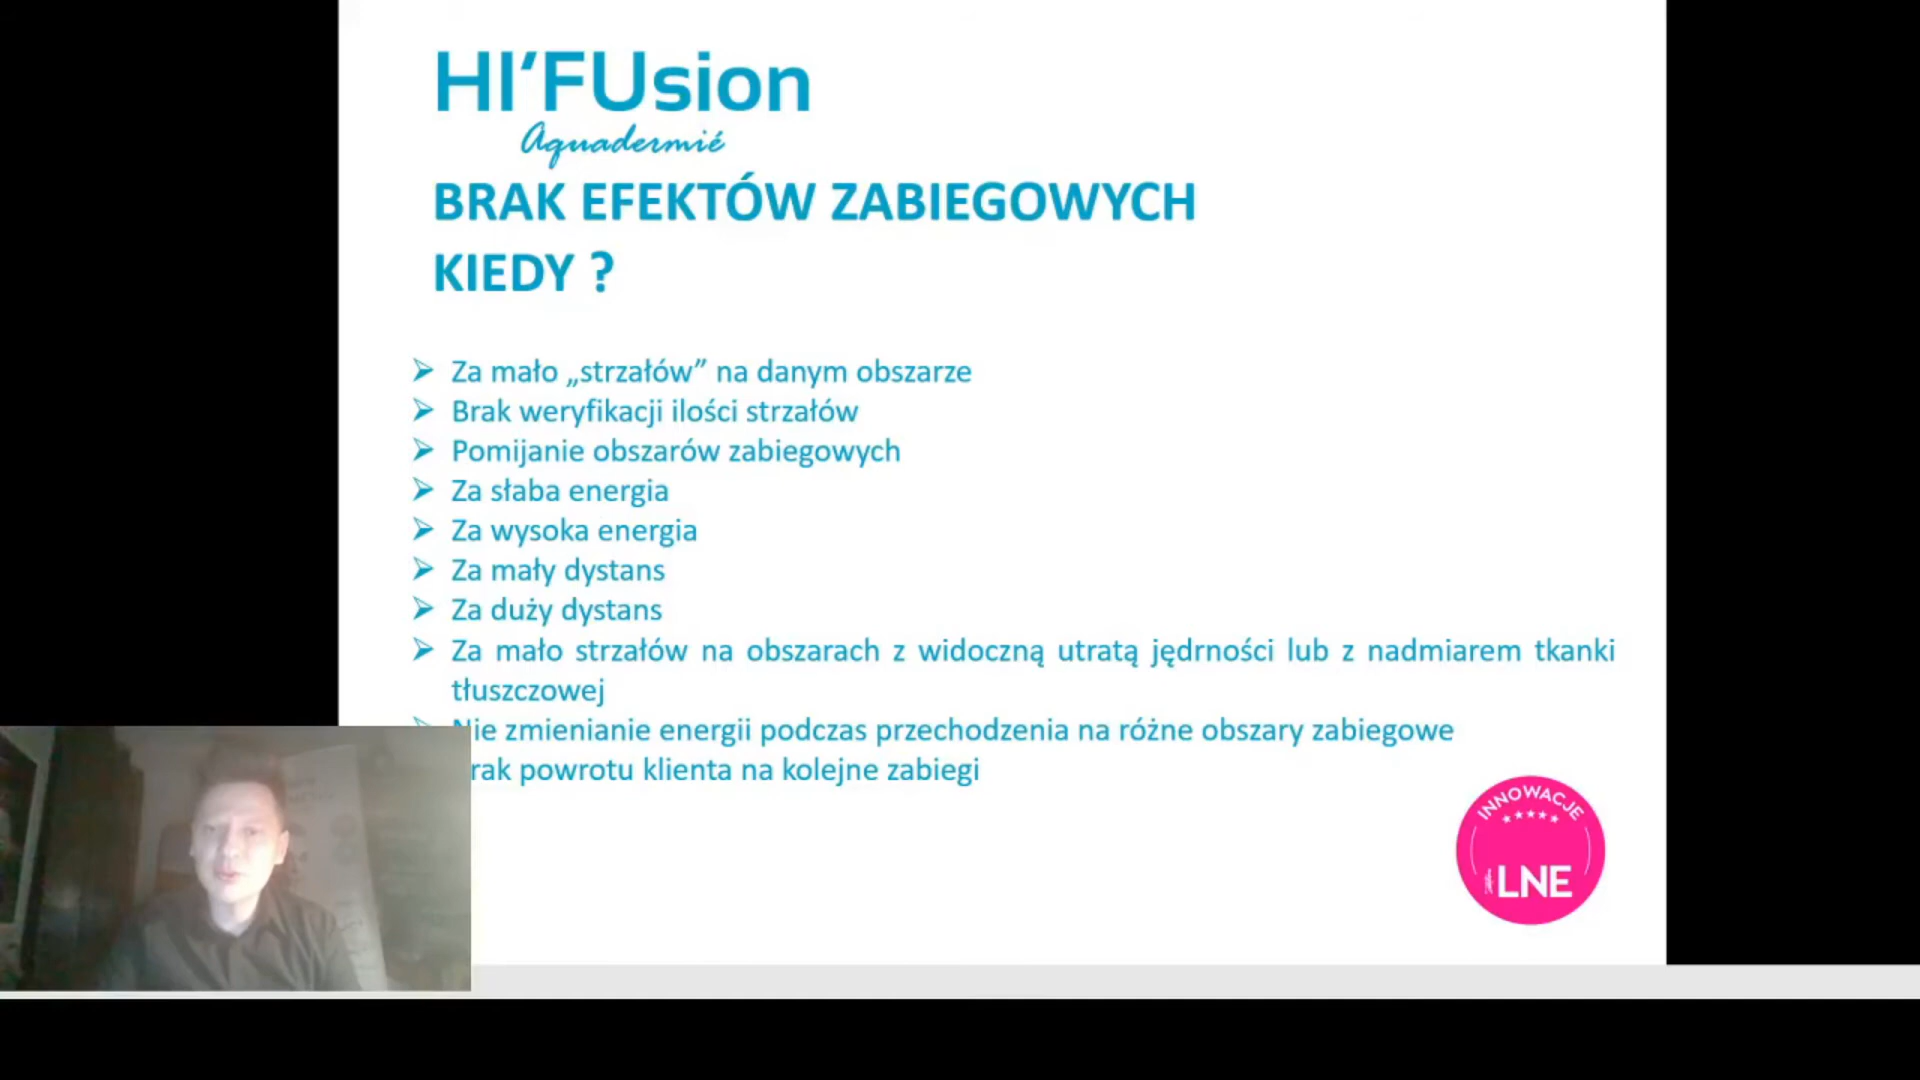 HI’FUsion
Aquadermié
BRAK EFEKTÓW ZABIEGOWYCH
KIEDY ?
Za mało „strzałów” na danym obszarze
Brak weryfikacji ilości strzałów
Pomijanie obszarów zabiegowych
Za słaba energia
Za wysoka energia
Za mały dystans
Za duży dystans
Za mało strzałów na obszarach z widoczną utratą jędrności lub z nadmiarem tkanki
tłuszczowej
Nie zmienianie energii podczas przechodzenia na różne obszary zabiegowe
rak powrotu klienta na kolejne zabiegi
INNOWACJE
LNE